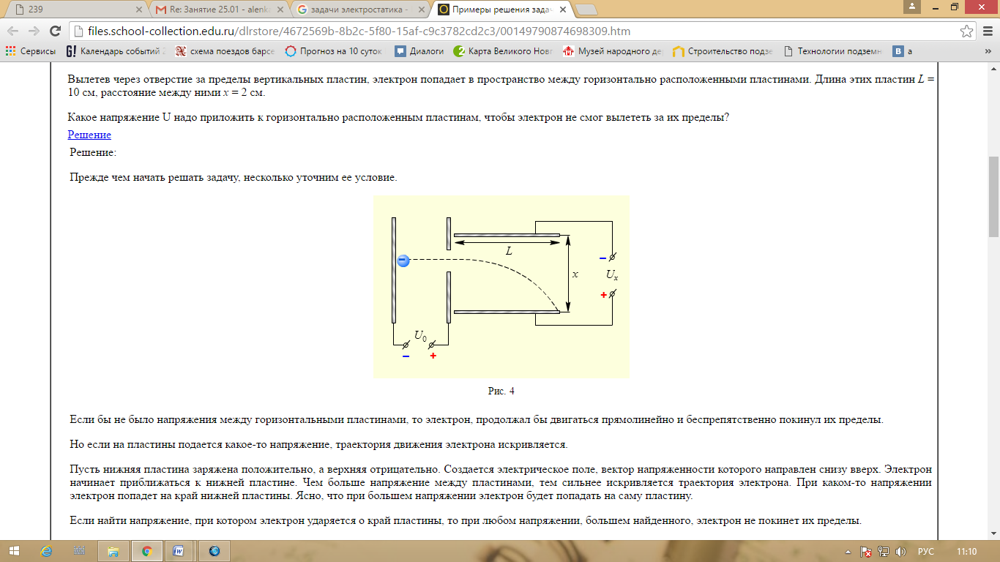 239
Re: Занятие 25.01 - alenka
задачи электростатика -
Примеры решения задач
files.school-collection.edu.ru/dlrstore/4672569b-8b2c-5f80-15af-c9c3782cd2c3/00149790874698309.htm
Сервисы
Календарь событий 2
схема поездов барсе
Прогноз на 10 суток
Диалоги
Карта Великого Новг
Музей народного де
Строительство подзе
Технологии подземн
В а
Вылетев через отверстие за пределы вертикальных пластин, электрон попадает в пространство между горизонтально расположенными пластинами. Длина этих пластин L =
10 см, расстояние между ними x = 2 см.
Какое напряжение U надо приложить к горизонтально расположенным пластинам, чтобы электрон не смог вылететь за их пределы?
Решение
Решение:
Прежде чем начать решать задачу, несколько уточним ее условие.
L
x
Ux
U0
− +
Рис. 4
Если бы не было напряжения между горизонтальными пластинами, то электрон, продолжал бы двигаться прямолинейно и беспрепятственно покинул их пределы.
Но если на пластины подается какое-то напряжение, траектория движения электрона искривляется.
Пусть нижняя пластина заряжена положительно, а верхняя отрицательно. Создается электрическое поле, вектор напряженности которого направлен снизу вверх. Электрон
начинает приближаться к нижней пластине. Чем больше напряжение между пластинами, тем сильнее искривляется траектория электрона. При каком-то напряжении
электрон попадет на край нижней пластины. Ясно, что при большем напряжении электрон будет попадать на саму пластину.
Если найти напряжение, при котором электрон ударяется о край пластины, то при любом напряжении, большем найденного, электрон не покинет их пределы.
РУС
11:10